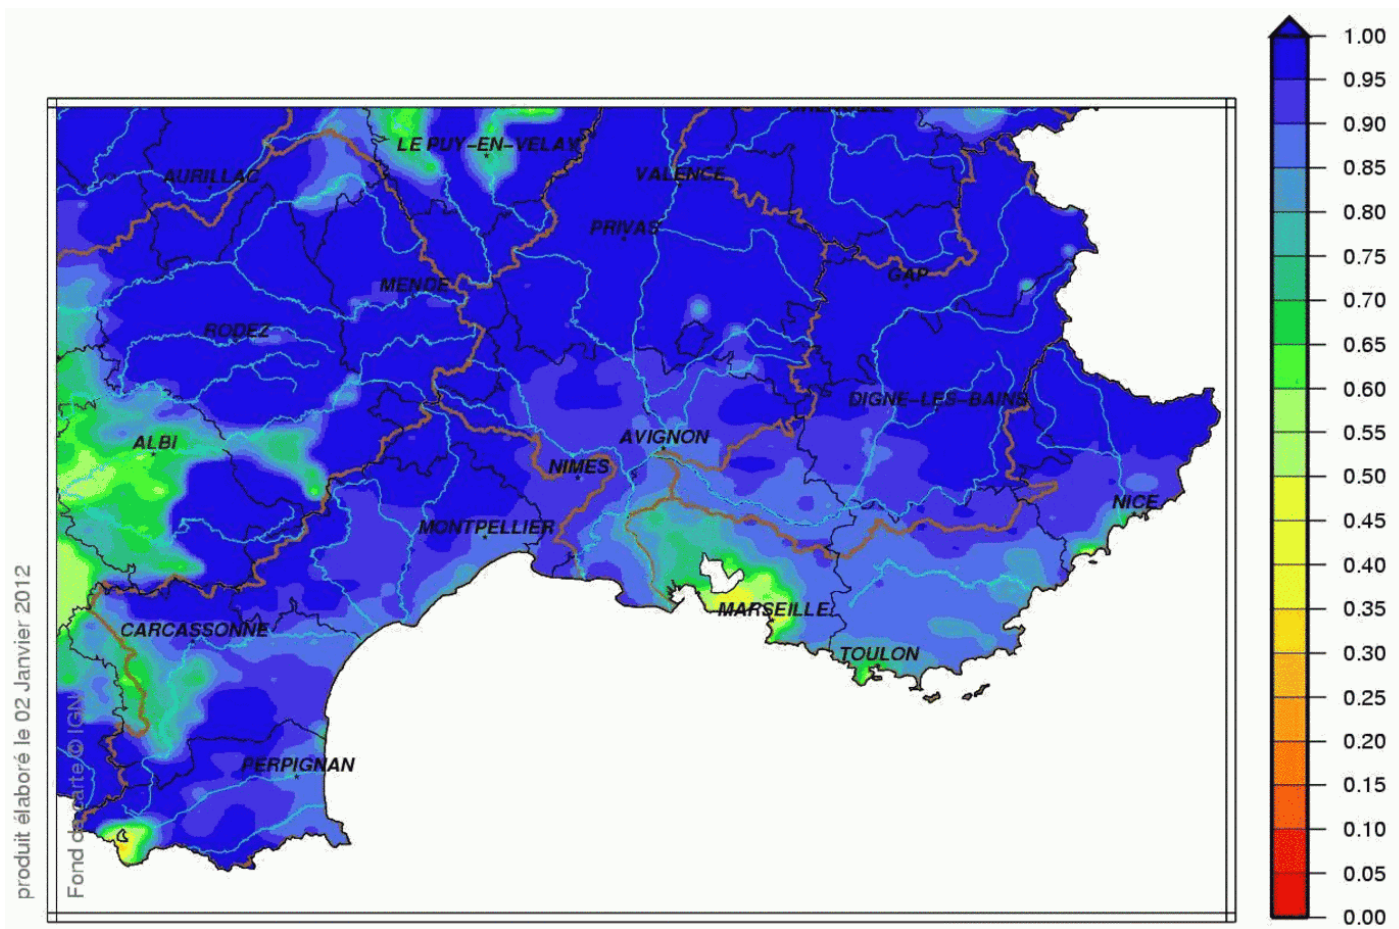 1.00
0.95
0.90
0.85
0.80
0.75
0.70
0.65
0.60
0.55
0.50
0.45
0.40
0.35
0.30
0.25
0.20
0.15
0.10
0.05
0.00
LE PUY-EN-VELAY
AURILLAC
VALENCE
PRIVAS
GAP
MENDE
RODEZ
DIGNE-LES-BAINS
ALBI
AVIGNON
NIMES
NICE
MONTPELLIER
MARSEILLE
CARCASSONNE
TOULON
PERPIGNAN
produit élaboré le 02 Janvier 2012
Fond de carte © IGN